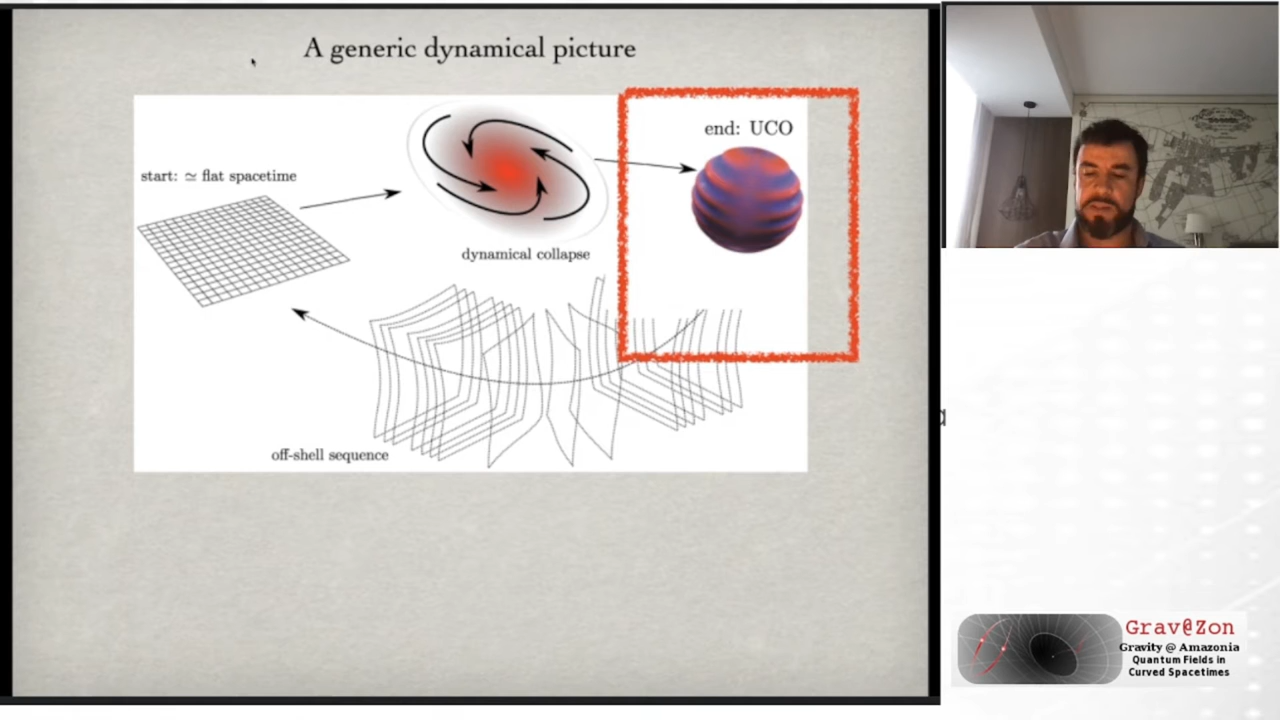 A generic dynamical picture
end: UCO
start: ≃ flat spacetime
dynamical collapse
off-shell sequence
Grav@Zon
Gravity @ Amazonia
Quantum Fields in
Curved Spacetimes